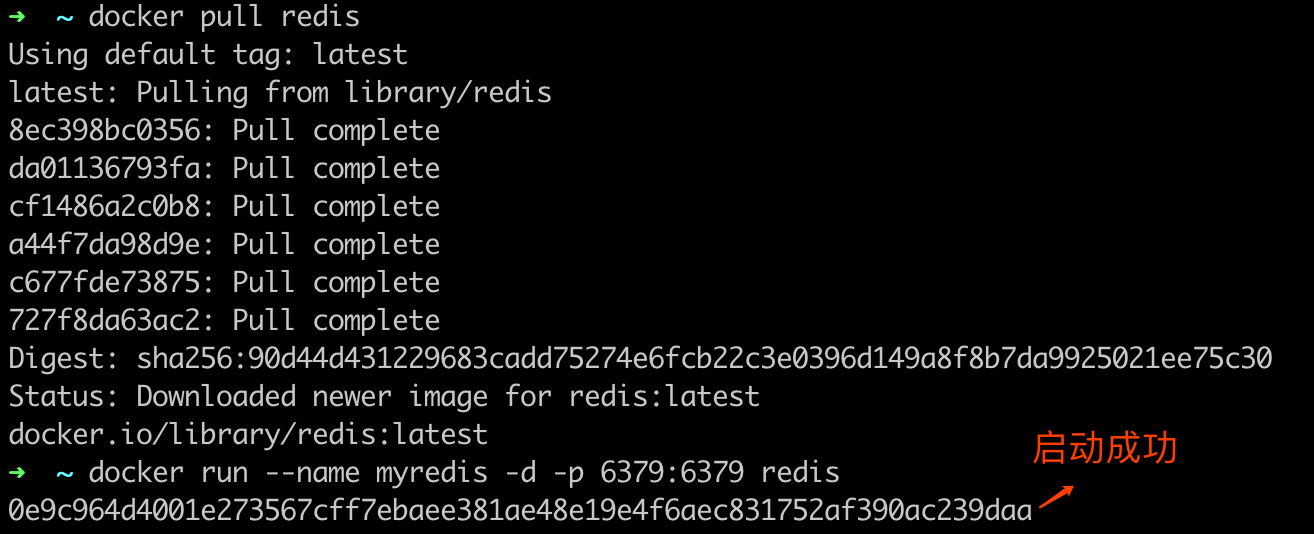 ➜ ~ docker pull redis
Using default tag: latest
latest: Pulling from library/redis
8ec398bc0356: Pull complete
da01136793fa: Pull complete
cf1486a2c0b8: Pull complete
a44f7da98d9e: Pull complete
c677fde73875: Pull complete
727f8da63ac2: Pull complete
Digest: sha256:90d44d431229683cadd75274e6fcb22c3e0396d149a8f8b7da9925021ee75c30
Status: Downloaded newer image for redis:latest
docker.io/library/redis:latest
启动成功
➜ ~ docker run --name myredis -d -p 6379:6379 redis
0e9c964d4001e273567cff7ebaee381ae48e19e4f6aec831752af390ac239daa